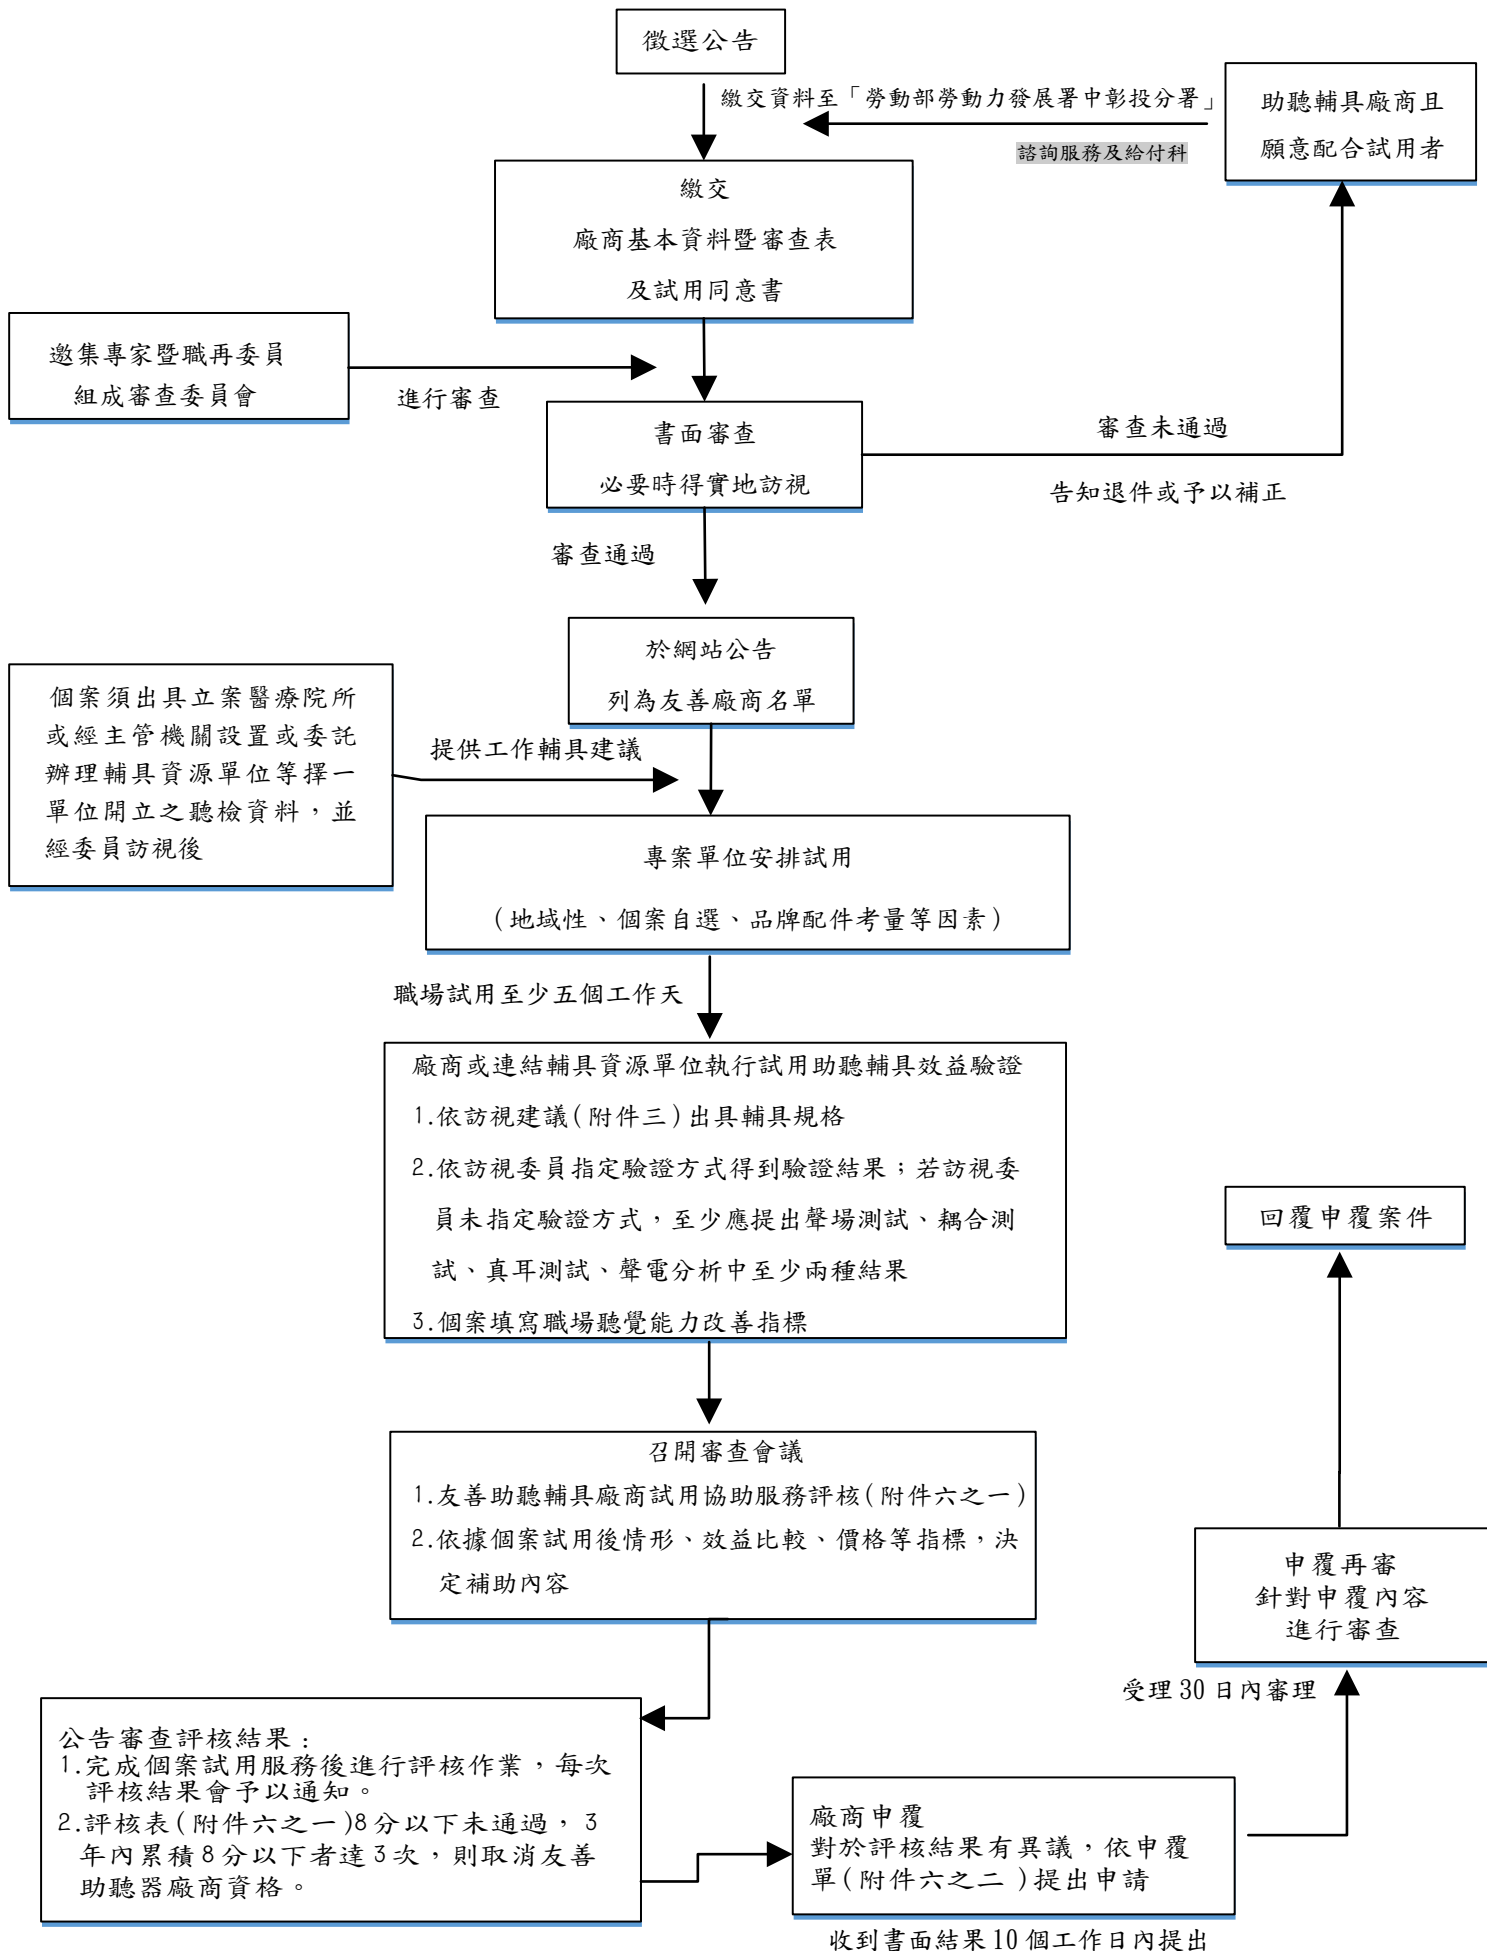 徵選公告
繳交資料至「勞動部勞動力發展署中彰投分署」
諮詢服務及給付科
助聽輔具廠商且
願意配合試用者
繳交
廠商基本資料暨審查表
及試用同意書
邀集專家暨職再委員
組成審查委員會
進行審查
書面審查
必要時得實地訪視
審查未通過
告知退件或予以補正
審查通過
於網站公告
列為友善廠商名單
個案須出具立案醫療院所
或經主管機關設置或委託
辦理輔具資源單位等擇一
單位開立之聽檢資料，並
經委員訪視後
提供工作輔具建議
專案單位安排試用
(地域性、個案自選、品牌配件考量等因素)
職場試用至少五個工作天
廠商或連結輔具資源單位執行試用助聽輔具效益驗證
1.依訪視建議(附件三)出具輔具規格
2.依訪視委員指定驗證方式得到驗證結果；若訪視委
員未指定驗證方式，至少應提出聲場測試、耦合測
試、真耳測試、聲電分析中至少兩種結果
3.個案填寫職場聽覺能力改善指標
召開審查會議
1.友善助聽輔具廠商試用協助服務評核(附件六之一)
2.依據個案試用後情形、效益比較、價格等指標，決
定補助內容
公告審查評核結果：
1.完成個案試用服務後進行評核作業，每次
評核結果會予以通知。
2.評核表(附件六之一)8分以下未通過，3
年內累積8分以下者達3次，則取消友善
助聽器廠商資格。
廠商申覆
對於評核結果有異議，依申覆
單(附件六之二 )提出申請
收到書面結果10個工作日內提出
受理30日內審理
申覆再審
針對申覆內容
進行審查
回覆申覆案件